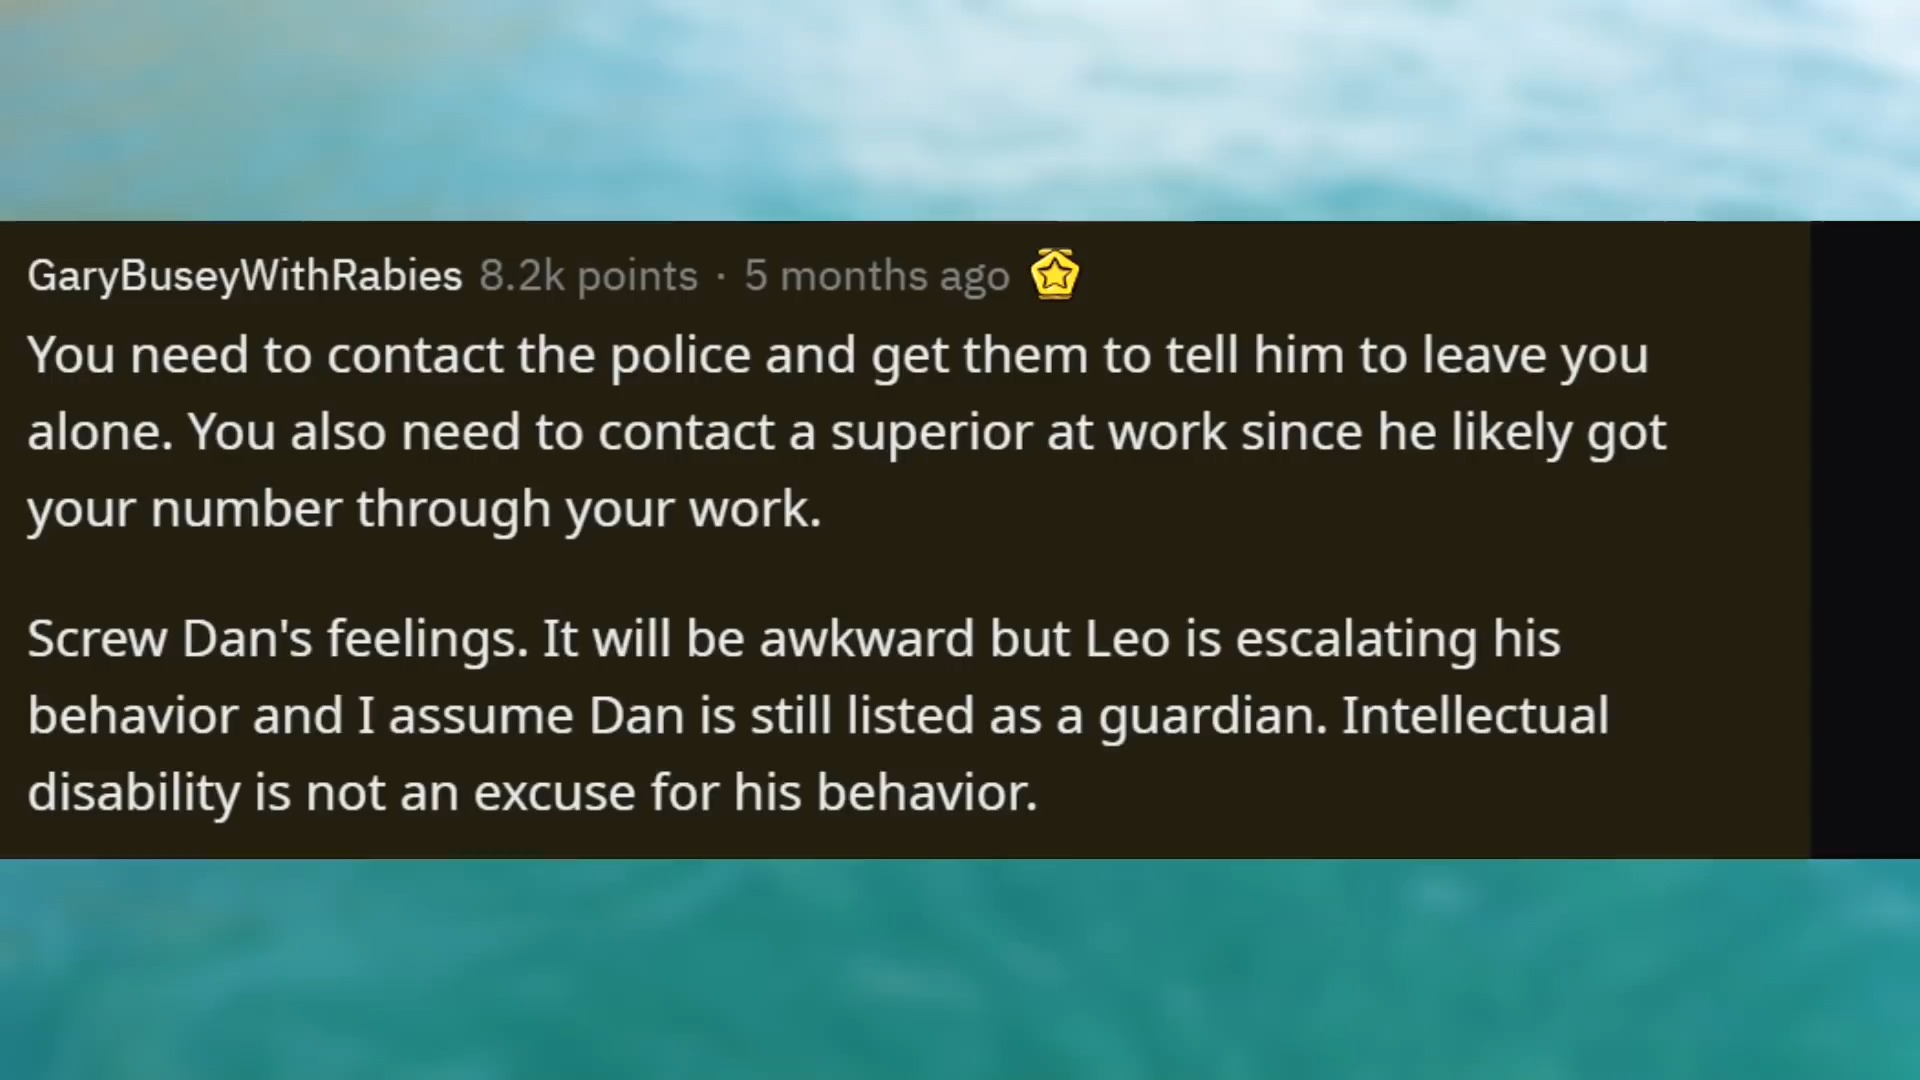 GaryBuseyWithRabies 8.2k points · 5 months ago
You need to contact the police and get them to tell him to leave you
alone. You also need to contact a superior at work since he likely got
your number through your work.
Screw Dan's feelings. It will be awkward but Leo is escalating his
behavior and I assume Dan is still listed as a guardian. Intellectual
disability is not an excuse for his behavior.